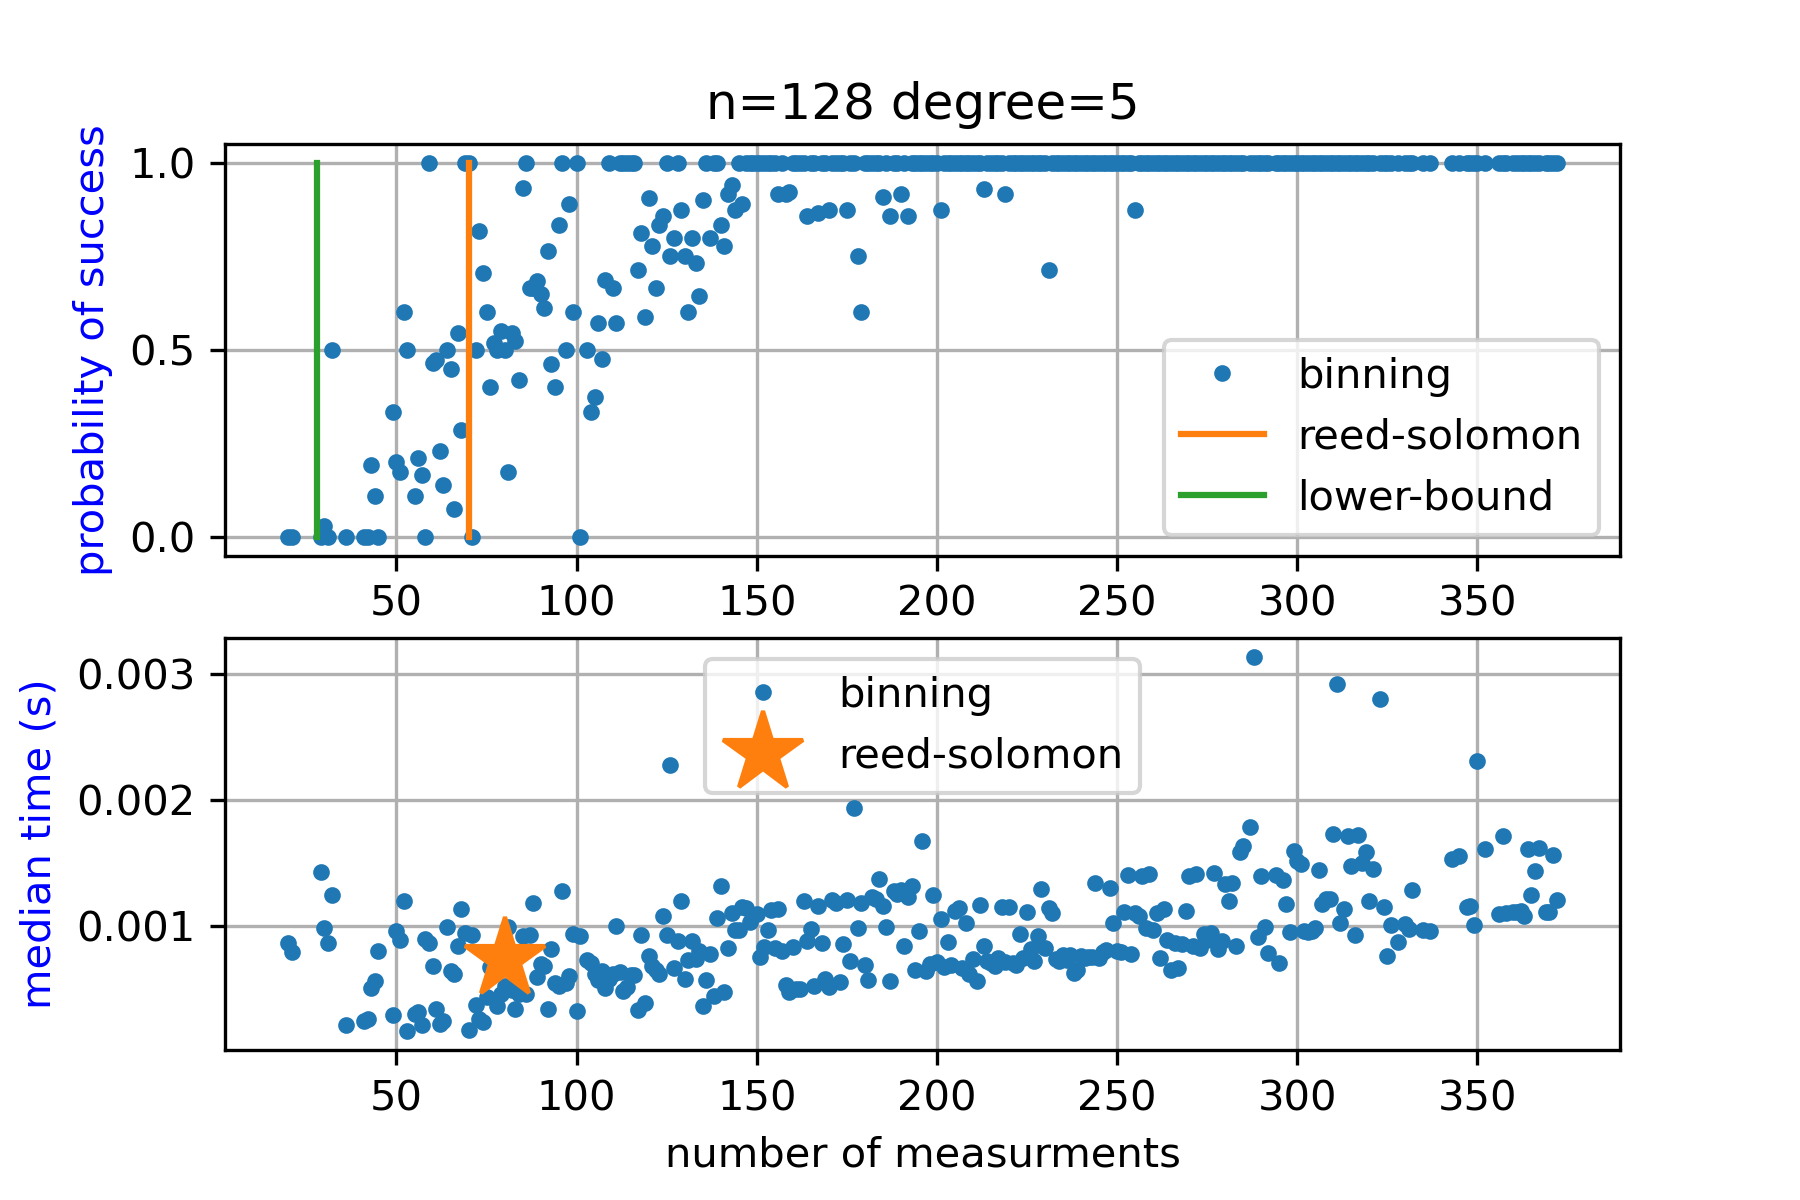 n=128 degree=5
probability of success
1.0
0.5
0.0
binning
reed-solomon
lower-bound
50 100 150 200 250 300 350
median time (s)
0.003
0.002
0.001
binning
reed-solomon
50 100 150 200 250 300 350
number of measurments